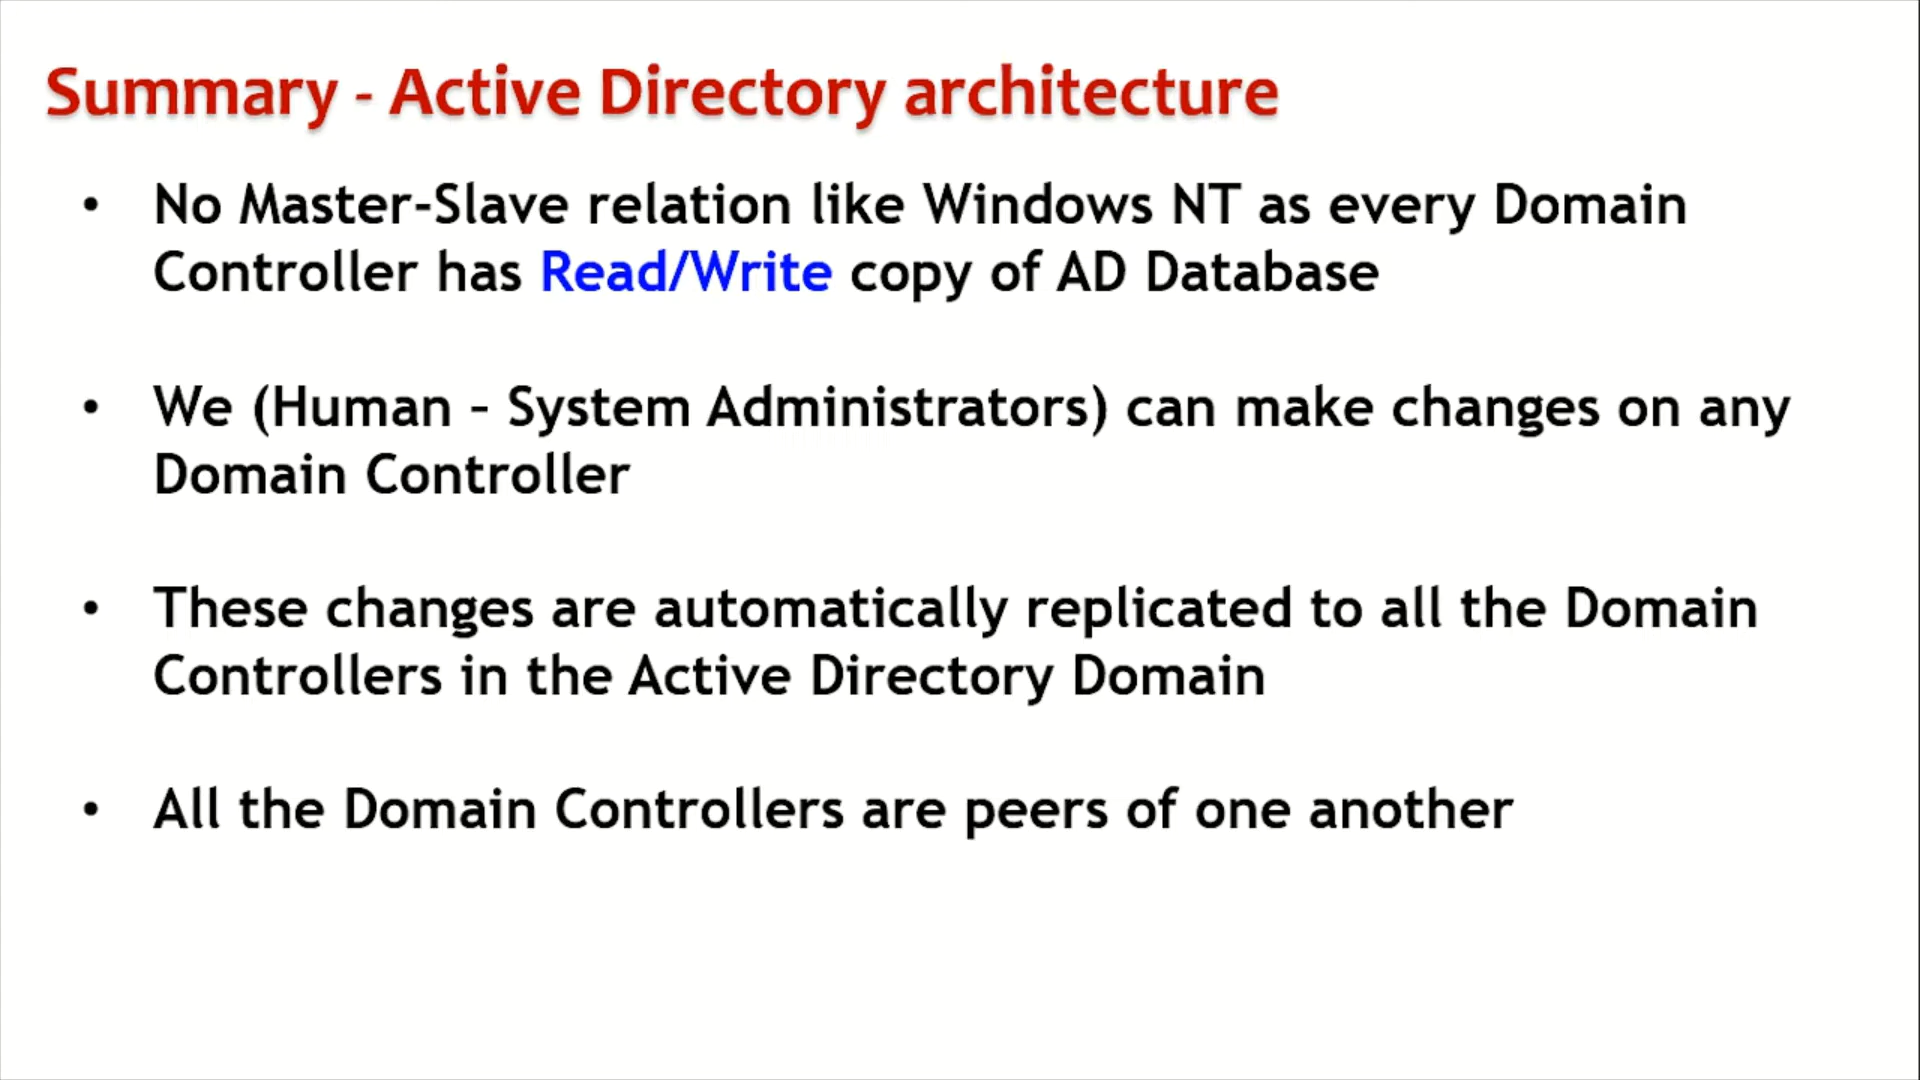 Summary - Active Directory architecture
• No Master-Slave relation like Windows NT as every Domain
Controller has Read/Write copy of AD Database
• We (Human – System Administrators) can make changes on any
Domain Controller
• These changes are automatically replicated to all the Domain
Controllers in the Active Directory Domain
• All the Domain Controllers are peers of one another